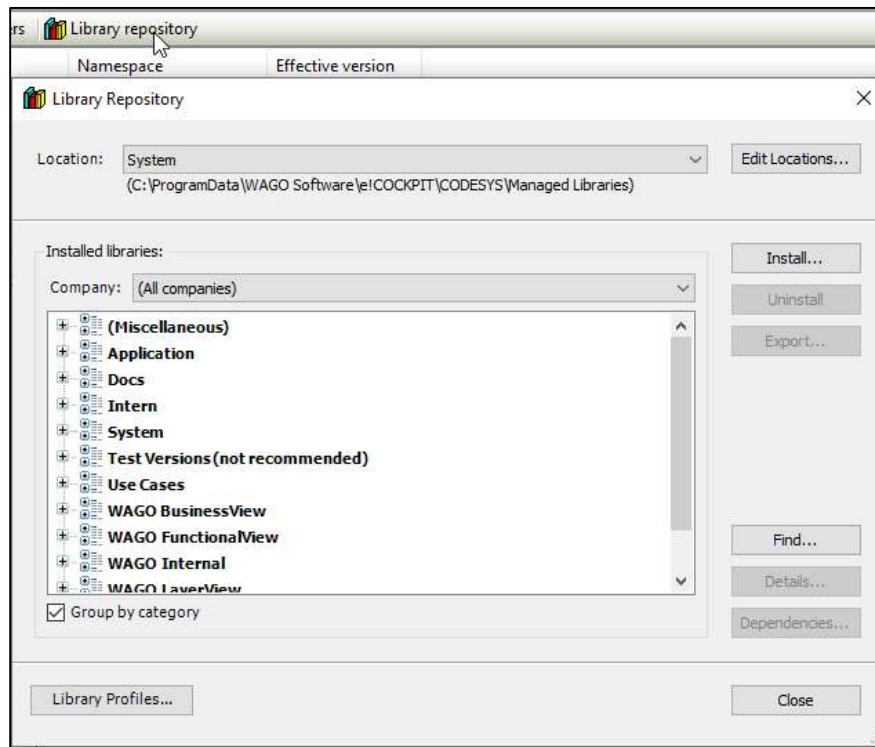 rs Library repository
Namespace Effective version
Library Repository
Location: System Edit Locations...
(C:\ProgramData\WAGO Software\e!COCKPIT\CODESYS\Managed Libraries)
Installed libraries:
Install...
Company: (All companies)
Uninstall
(Miscellaneous)
Export...
Application
Docs
Intern
System
Test Versions(not recommended)
Use Cases
WAGO BusinessView
WAGO FunctionalView
Find...
WAGO Internal
WAGO LayerView
Details...
Group by category
Dependencies...
Library Profiles... Close